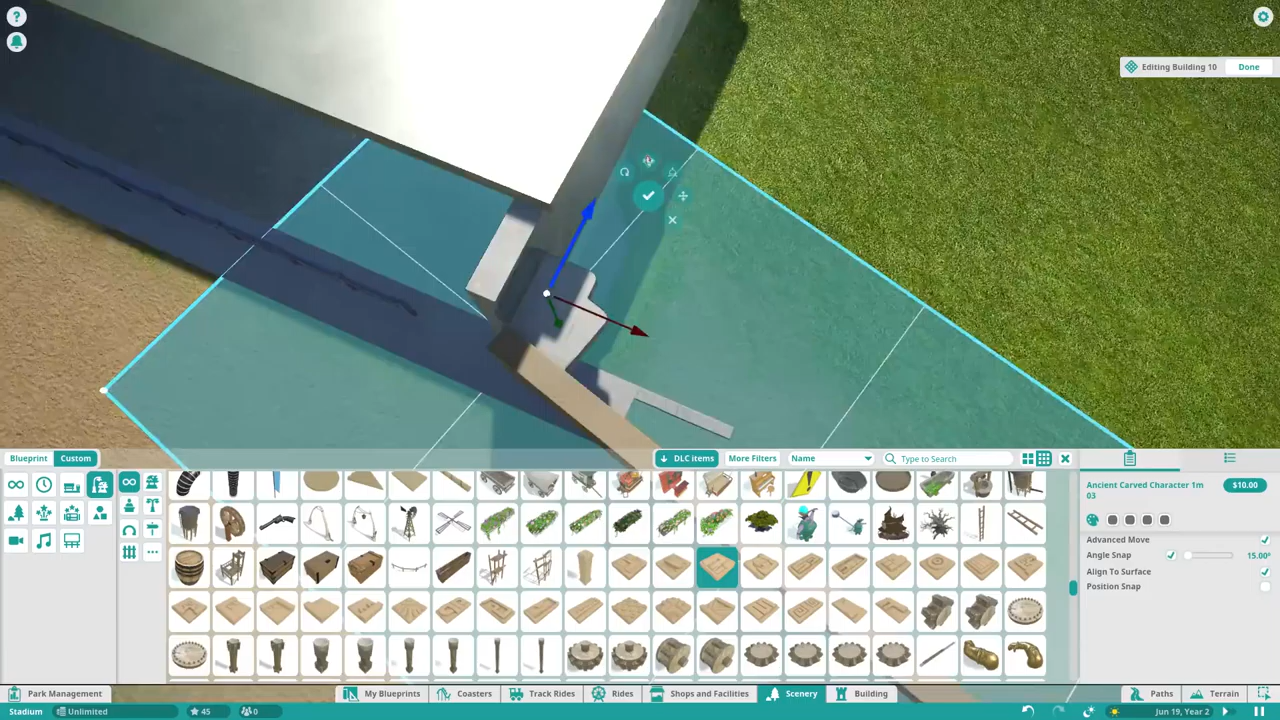 ?
Editing Building 10 Done
Blueprint Custom DLC items More Filters Name Type to Search
Ancient Carved Character 1m 03
$10.00
Advanced Move
Angle Snap 15.00°
Align To Surface
Position Snap
Park Management My Blueprints Coasters Track Rides Rides Shops and Facilities Scenery Building Paths Terrain
Stadium Unlimited 45 0 Jun 19, Year 2